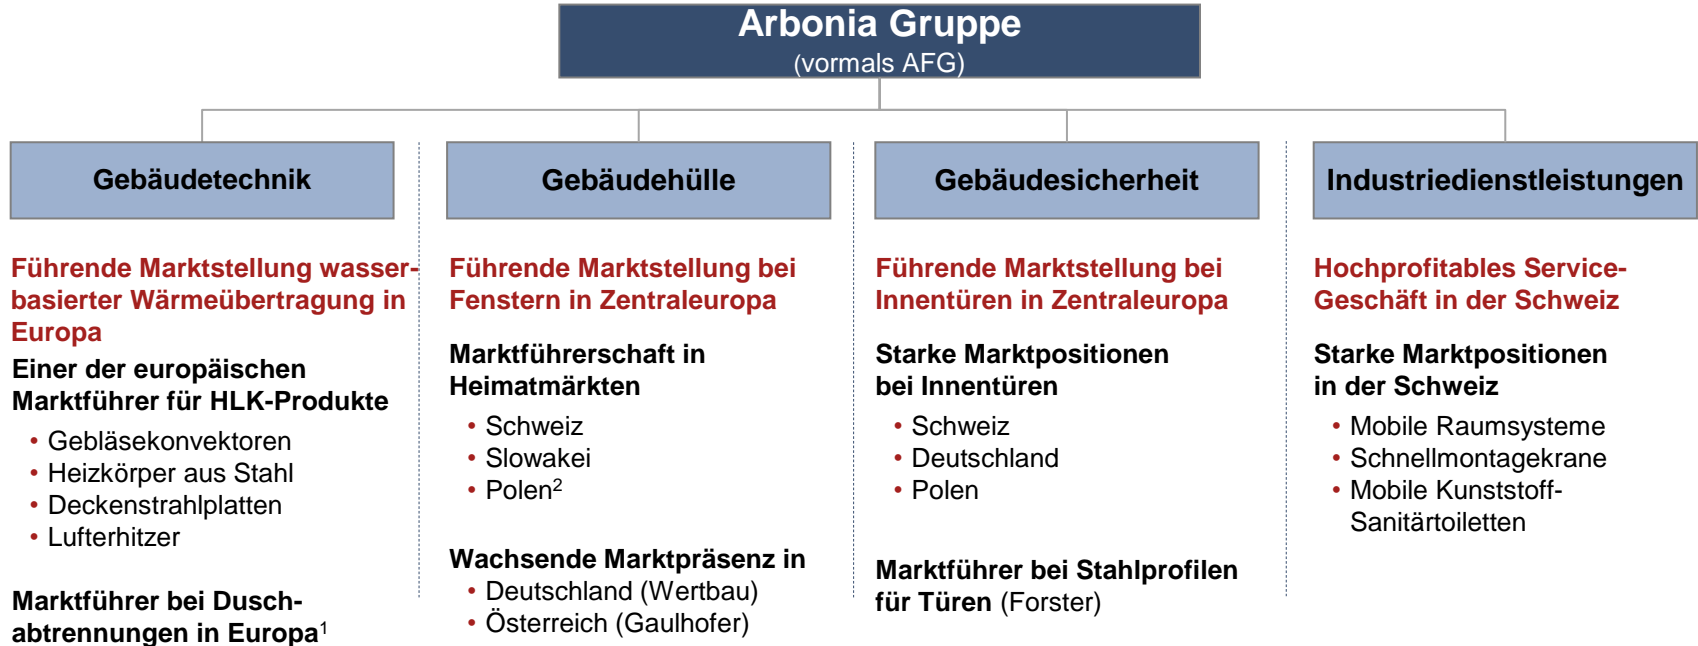 Arbonia Gruppe
(vormals AFG)
Gebäudetechnik
Führende Marktstellung wasser-
basierter Wärmeübertragung in
Europa
Einer der europäischen
Marktführer für HLK-Produkte
• Gebläsekonvektoren
• Heizkörper aus Stahl
• Deckenstrahlplatten
• Lufterhitzer
Marktführer bei Dusch-
abtrennungen in Europa¹
Gebäudehülle
Führende Marktstellung bei
Fenstern in Zentraleuropa
Marktführerschaft in
Heimatmärkten
• Schweiz
• Slowakei
• Polen²
Wachsende Marktpräsenz in
• Deutschland (Wertbau)
• Österreich (Gaulhofer)
Gebäudesicherheit
Führende Marktstellung bei
Innentüren in Zentraleuropa
Starke Marktpositionen
bei Innentüren
• Schweiz
• Deutschland
• Polen
Marktführer bei Stahlprofilen
für Türen (Forster)
Industriedienstleistungen
Hochprofitables Service-
Geschäft in der Schweiz
Starke Marktpositionen
in der Schweiz
• Mobile Raumsysteme
• Schnellmontagekrane
• Mobile Kunststoff-
Sanitärtoiletten